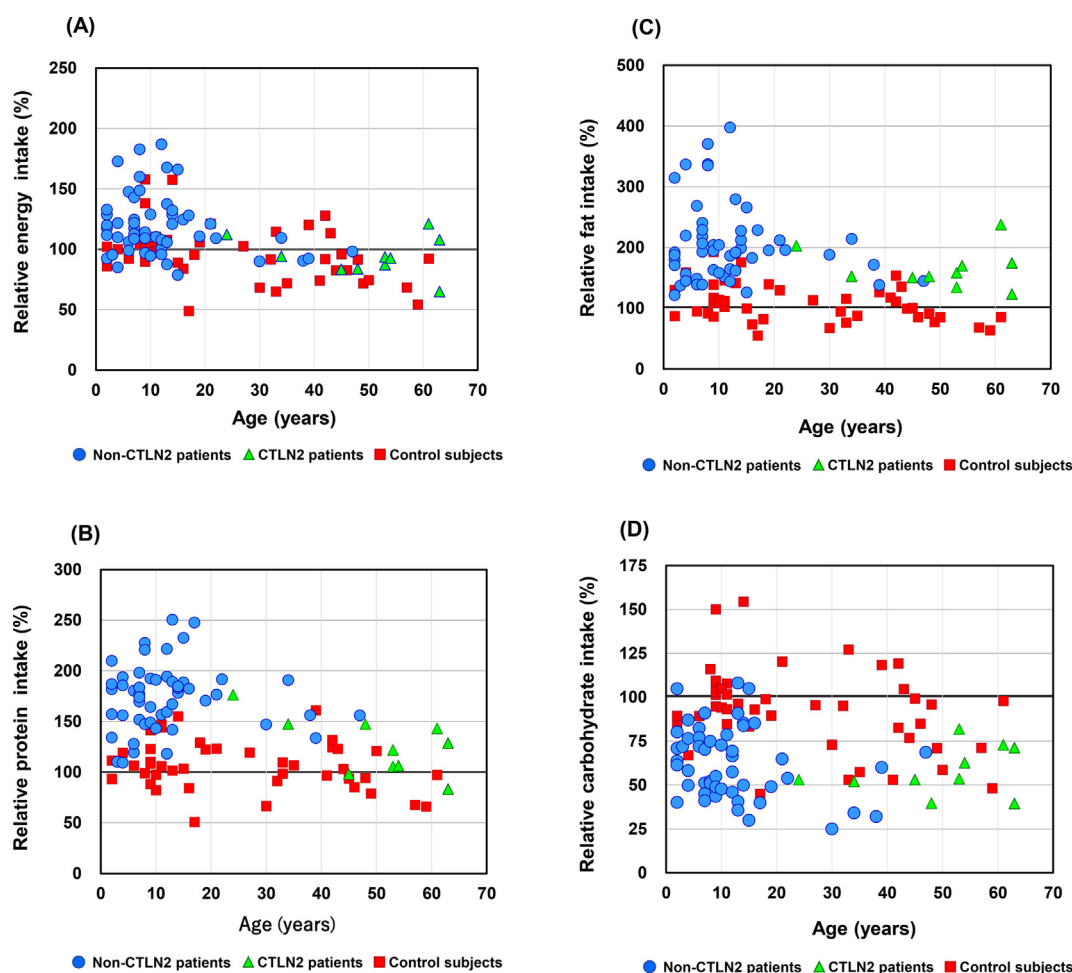 (A)
Relative energy intake (%)
250
200
150
100
50
0
0 10 20 30 40 50 60 70
Age (years)
Non-CTLN2 patients CTLN2 patients Control subjects
(B)
Relative protein intake (%)
300
250
200
150
100
50
0
0 10 20 30 40 50 60 70
Age (years)
Non-CTLN2 patients CTLN2 patients Control subjects
(C)
Relative fat intake (%)
500
400
300
200
100
0
0 10 20 30 40 50 60 70
Age (years)
Non-CTLN2 patients CTLN2 patients Control subjects
(D)
Relative carbohydrate intake (%)
175
150
125
100
75
50
25
0
0 10 20 30 40 50 60 70
Age (years)
Non-CTLN2 patients CTLN2 patients Control subjects